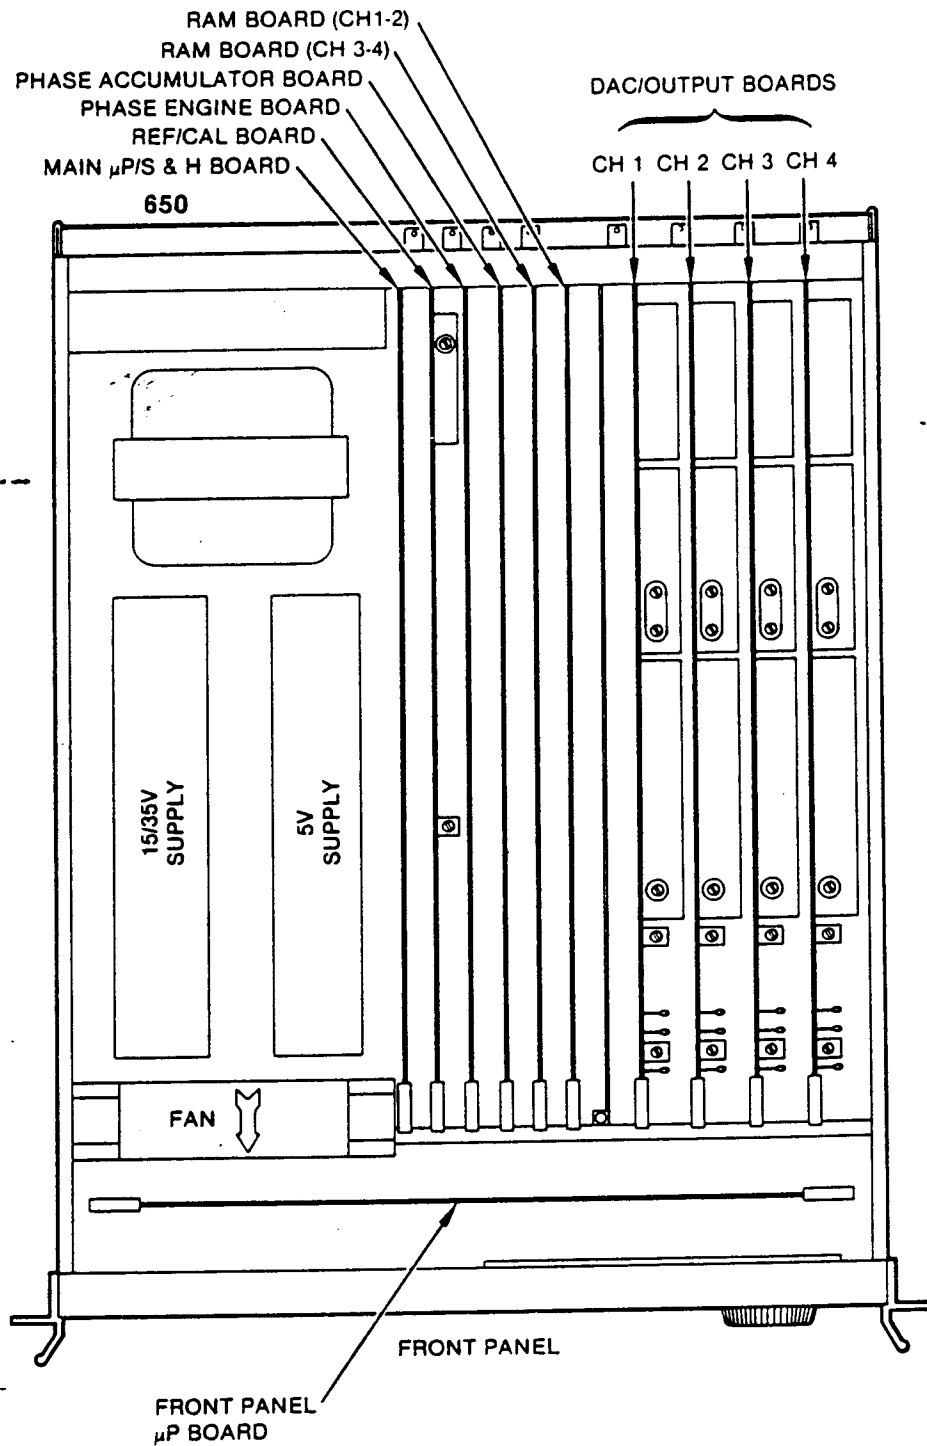 RAM BOARD (CH1-2)
RAM BOARD (CH 3-4)
PHASE ACCUMULATOR BOARD
PHASE ENGINE BOARD
REF/CAL BOARD
MAIN µP/S & H BOARD
650
DAC/OUTPUT BOARDS
CH 1 CH 2 CH 3 CH 4
15/35V
SUPPLY
5V
SUPPLY
FAN
FRONT PANEL
FRONT PANEL
µP BOARD